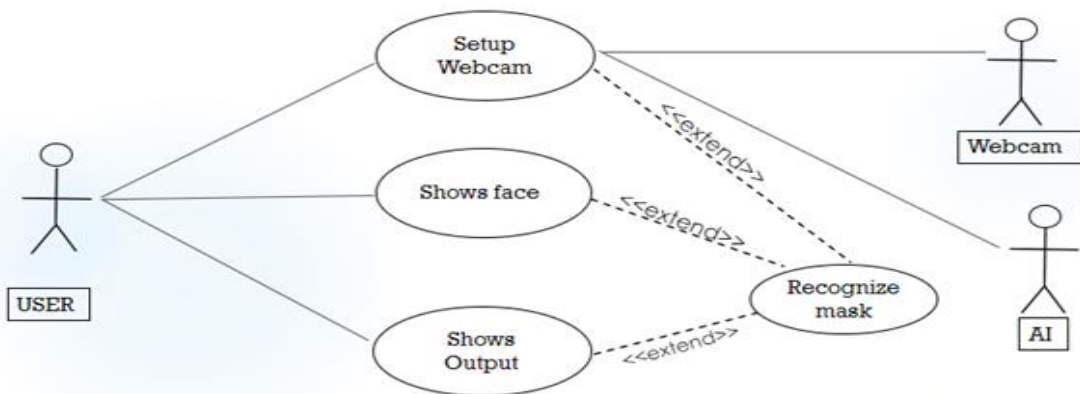 Setup
Webcam
<<extend>>
Webcam
Shows face
<<extend>>
Recognize
mask
USER
AI
Shows
Output
<<extend>>